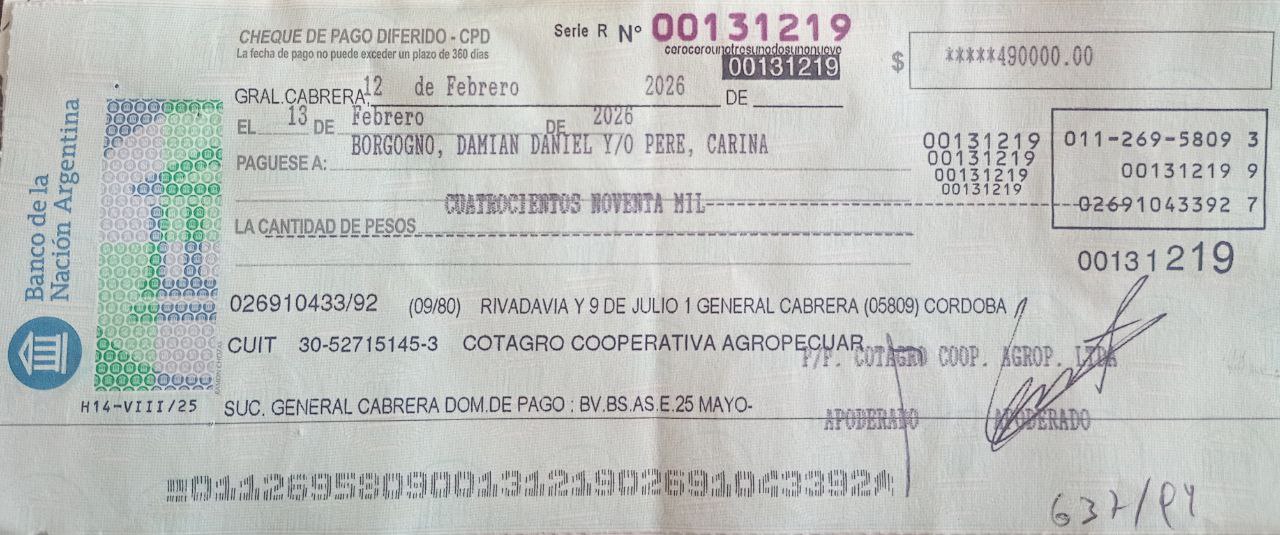 CHEQUE DE PAGO DIFERIDO - CPD
La fecha de pago no puede exceder un plazo de 360 días
Serie R Nº 00131219
cerocerounotresunodosunonueve
00131219
$ *****490000.00
GRAL.CABRERA, 12 de Febrero 2026 DE
EL 13 DE Febrero DE 2026
PAGUESE A: BORGOGNO, DAMIAN DANIEL Y/O PERE, CARINA
00131219
00131219
00131219
00131219
011-269-5809 3
00131219 9
02691043392 7
CUATROCIENTOS NOVENTA MIL------------------------------
LA CANTIDAD DE PESOS
00131219
Banco de la
Nación Argentina
026910433/92 (09/80) RIVADAVIA Y 9 DE JULIO 1 GENERAL CABRERA (05809) CORDOBA
CUIT 30-52715145-3 COTAGRO COOPERATIVA AGROPECUAR
P/P. COTAGRO COOP. AGROP. LTDA
H14-VIII/25
SUC. GENERAL CABRERA DOM.DE PAGO : BV.BS.AS.E.25 MAYO-
APODERADO APODERADO
01126958090013121902691043392